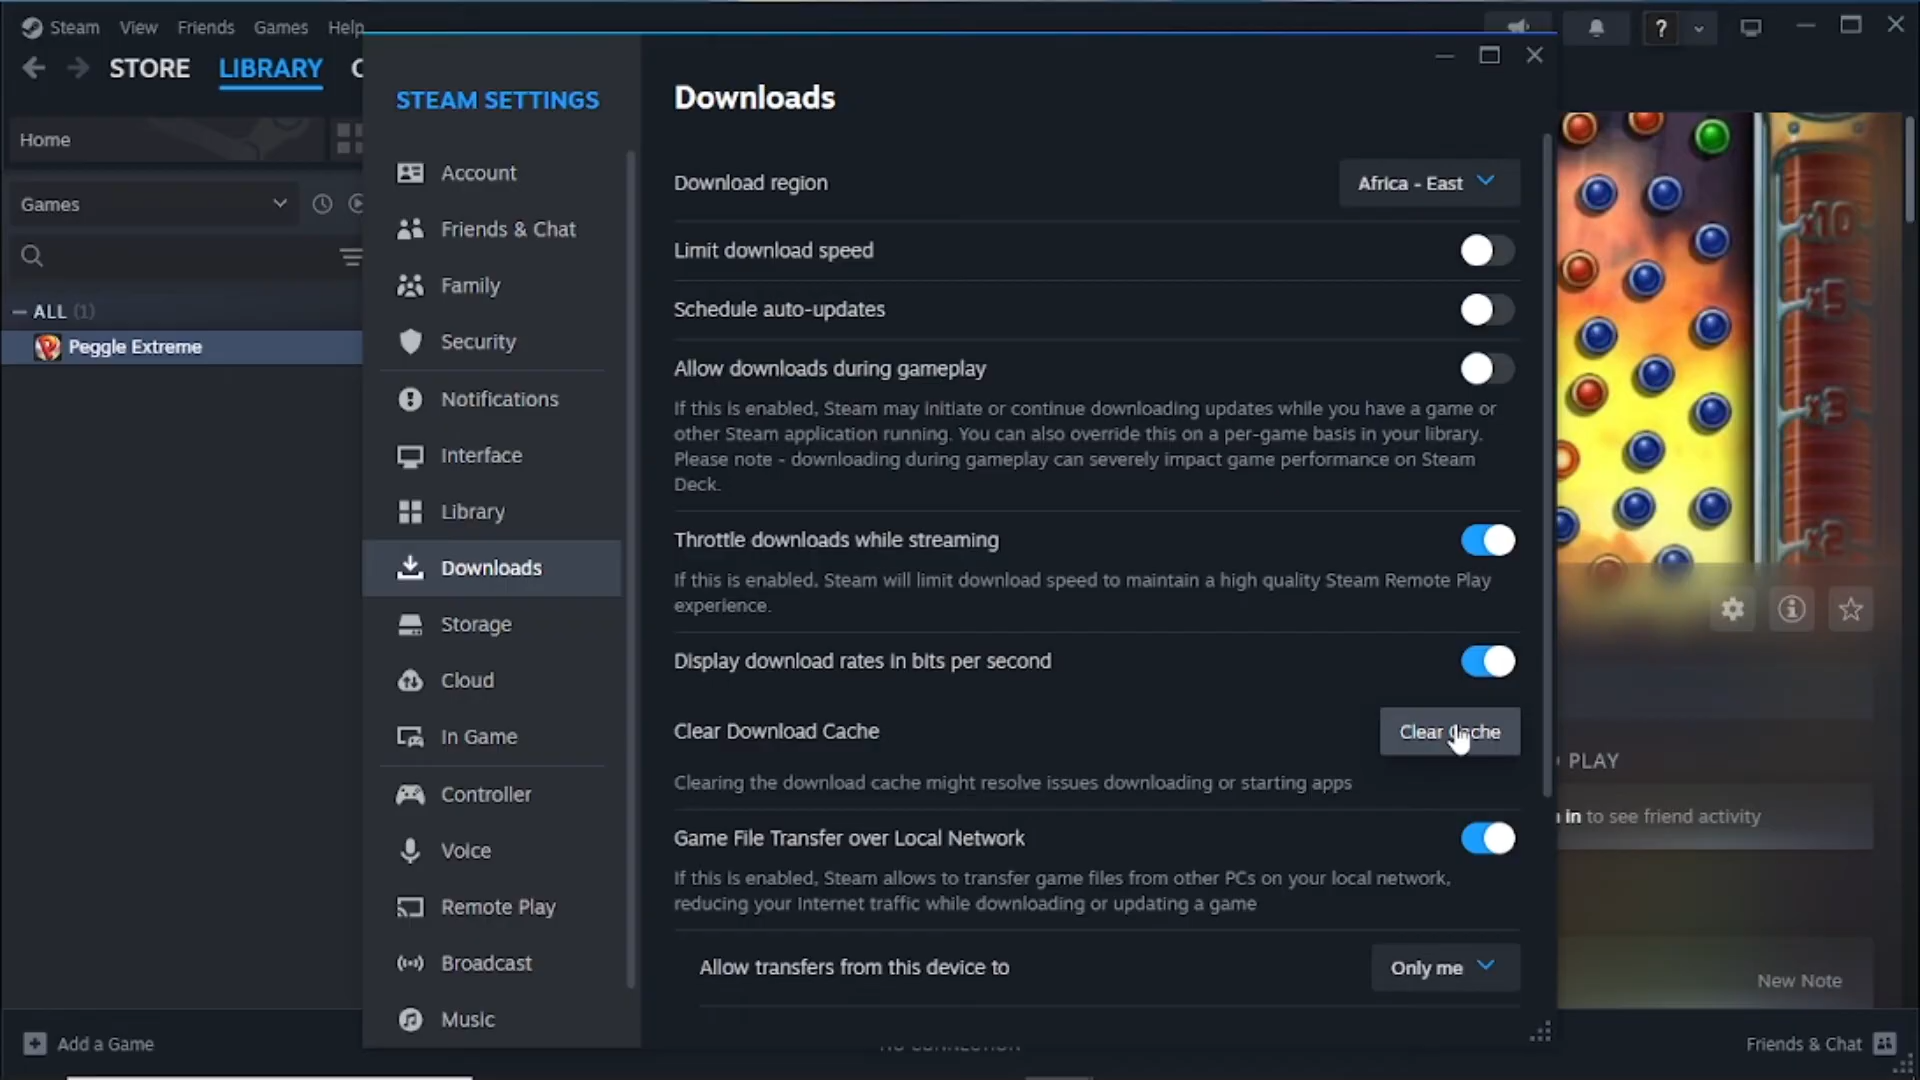 Steam View Friends Games Help
STORE LIBRARY C
Home
Games
ALL (1)
Peggle Extreme
Add a Game
STEAM SETTINGS
Account
Friends & Chat
Family
Security
Notifications
Interface
Library
Downloads
Storage
Cloud
In Game
Controller
Voice
Remote Play
Broadcast
Music
Downloads
Download region Africa - East
Limit download speed
Schedule auto-updates
Allow downloads during gameplay
If this is enabled, Steam may initiate or continue downloading updates while you have a game or
other Steam application running. You can also override this on a per-game basis in your library.
Please note - downloading during gameplay can severely impact game performance on Steam
Deck.
Throttle downloads while streaming
If this is enabled, Steam will limit download speed to maintain a high quality Steam Remote Play
experience.
Display download rates in bits per second
Clear Download Cache Clear Cache
Clearing the download cache might resolve issues downloading or starting apps
Game File Transfer over Local Network
If this is enabled, Steam allows to transfer game files from other PCs on your local network,
reducing your Internet traffic while downloading or updating a game
Allow transfers from this device to Only me
NO CONNECTION
?
x10
x5
x3
x2
PLAY
in to see friend activity
New Note
Friends & Chat